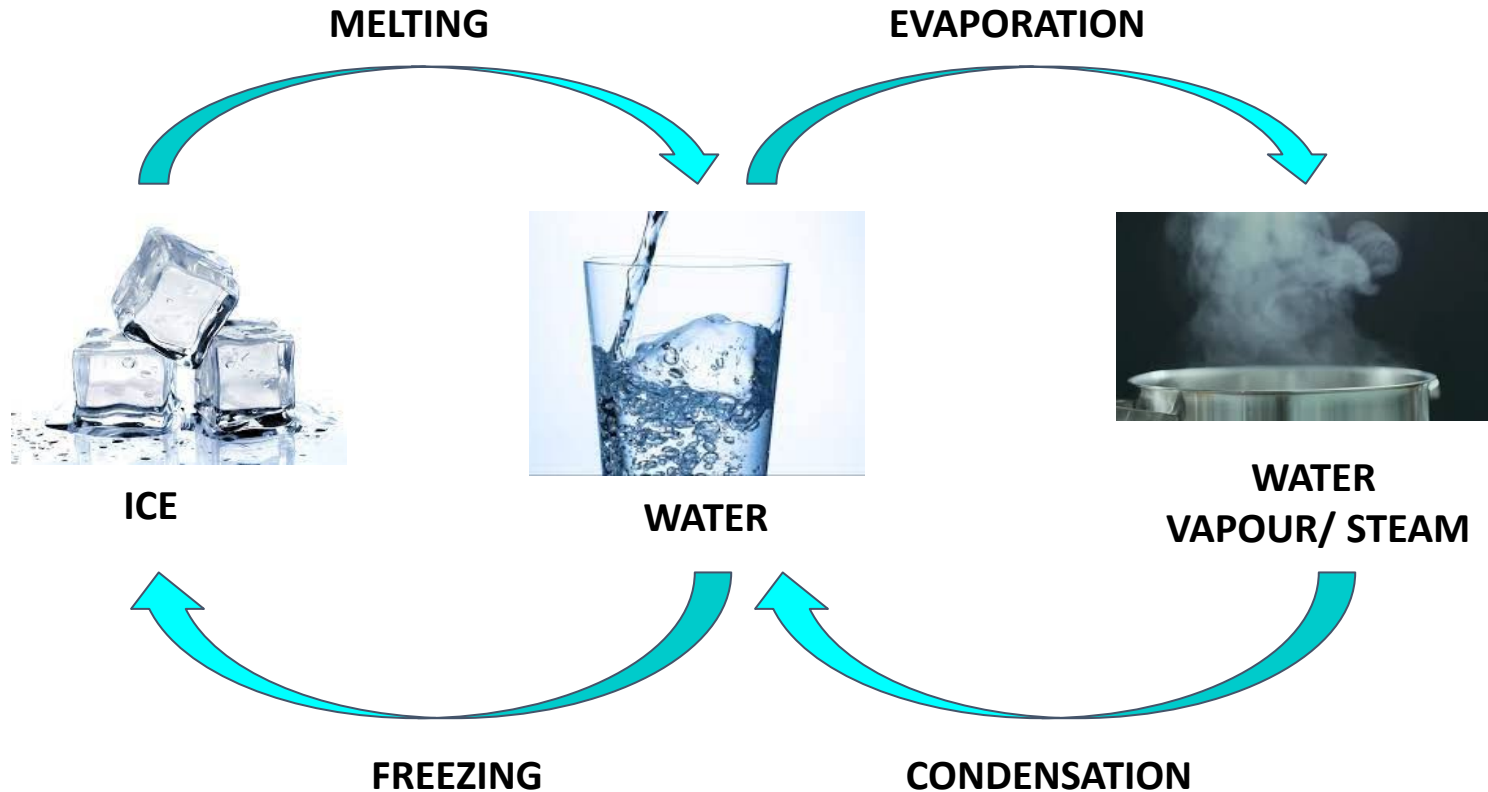 MELTING
EVAPORATION
ICE
WATER
WATER
VAPOUR/ STEAM
FREEZING
CONDENSATION